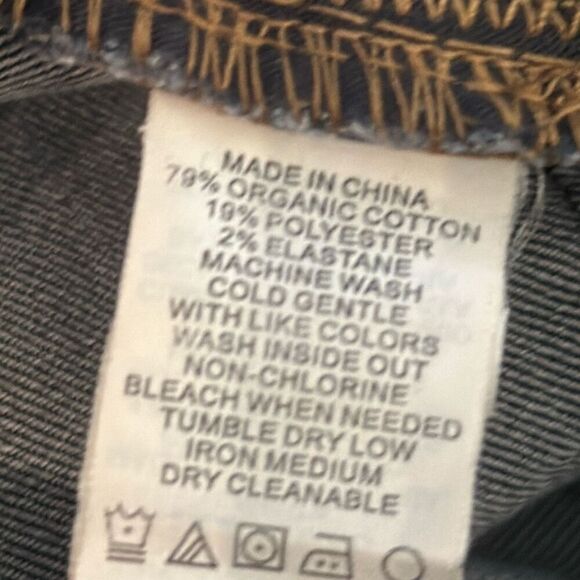 MADE IN CHINA
79% ORGANIC COTTON
19% POLYESTER
2% ELASTANE
MACHINE WASH
COLD GENTLE
WITH LIKE COLORS
WASH INSIDE OUT
NON-CHLORINE
BLEACH WHEN NEEDED
TUMBLE DRY LOW
IRON MEDIUM
DRY CLEANABLE